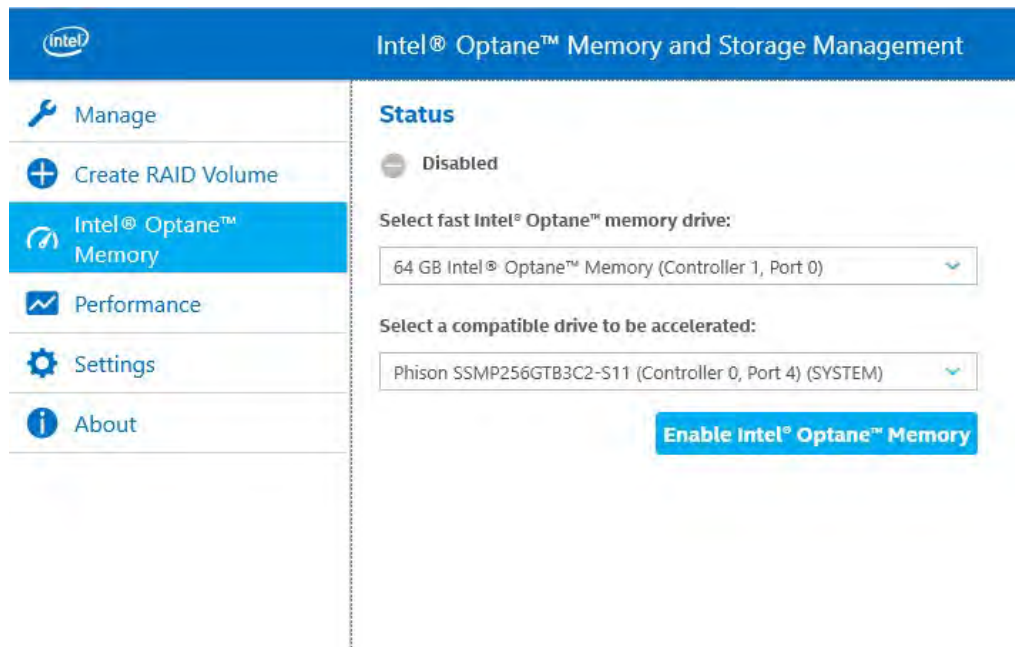 intel
Intel® Optane™ Memory and Storage Management
Manage
Create RAID Volume
Intel® Optane™
Memory
Performance
Settings
About
Status
Disabled
Select fast Intel® Optane™ memory drive:
64 GB Intel® Optane™ Memory (Controller 1, Port 0)
Select a compatible drive to be accelerated:
Phison SSMP256GTB3C2-S11 (Controller 0, Port 4) (SYSTEM)
Enable Intel® Optane™ Memory